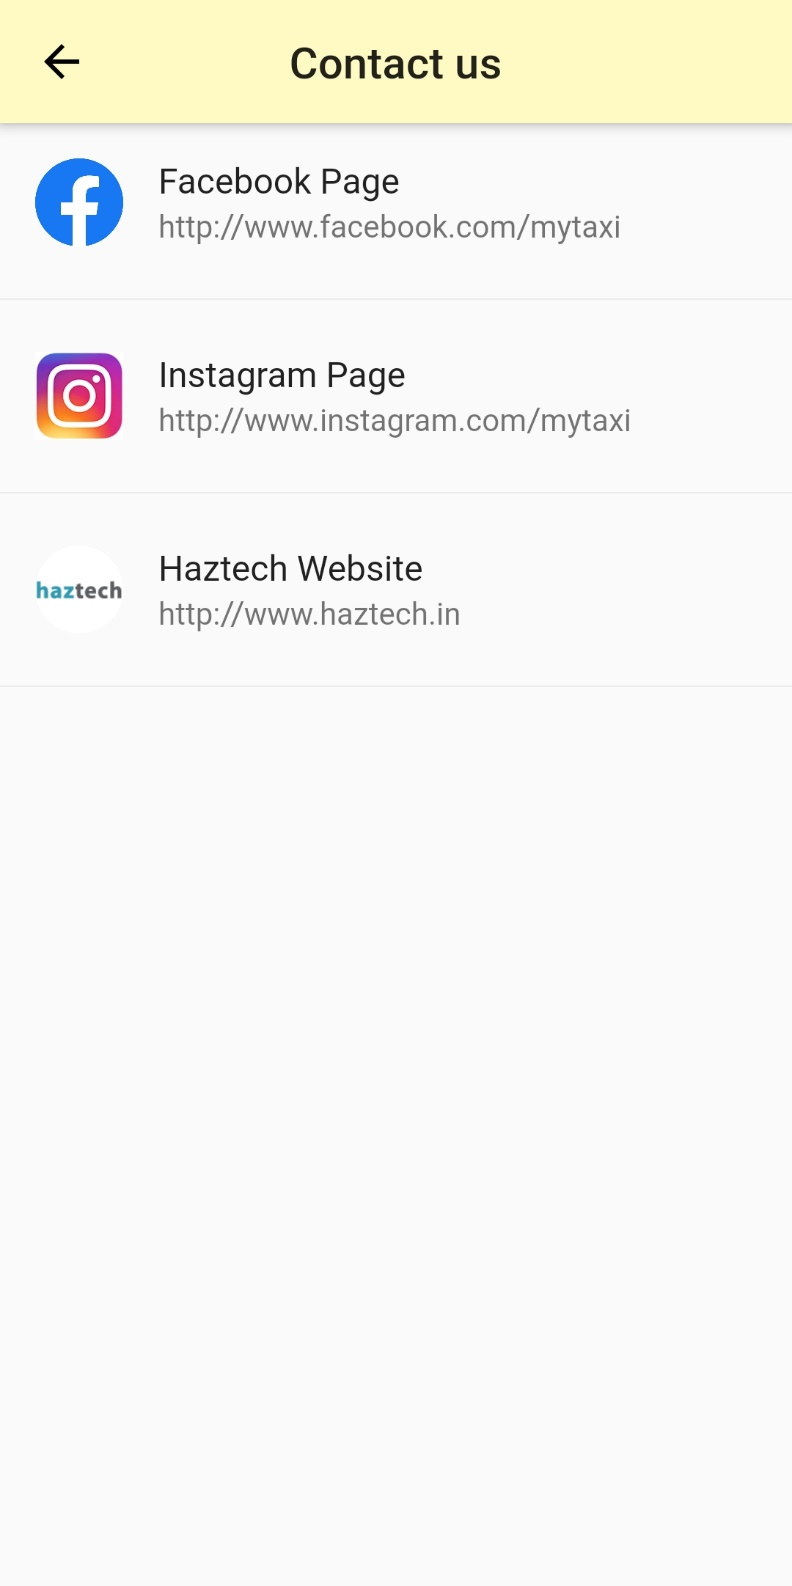 Contact us
Facebook Page
http://www.facebook.com/mytaxi
Instagram Page
http://www.instagram.com/mytaxi
haztech
Haztech Website
http://www.haztech.in